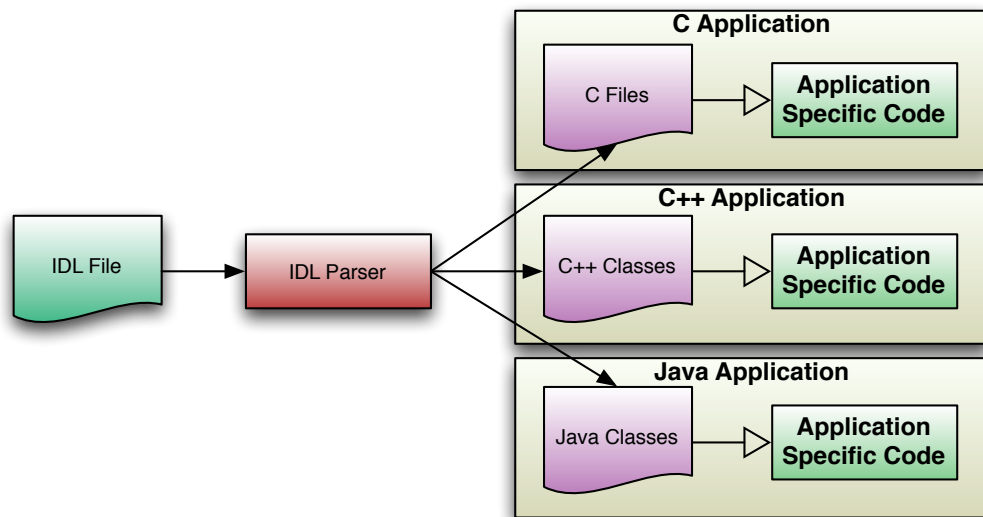 C Application
C Files
Application
Specific Code
IDL File
IDL Parser
C++ Application
C++ Classes
Application
Specific Code
Java Application
Java Classes
Application
Specific Code